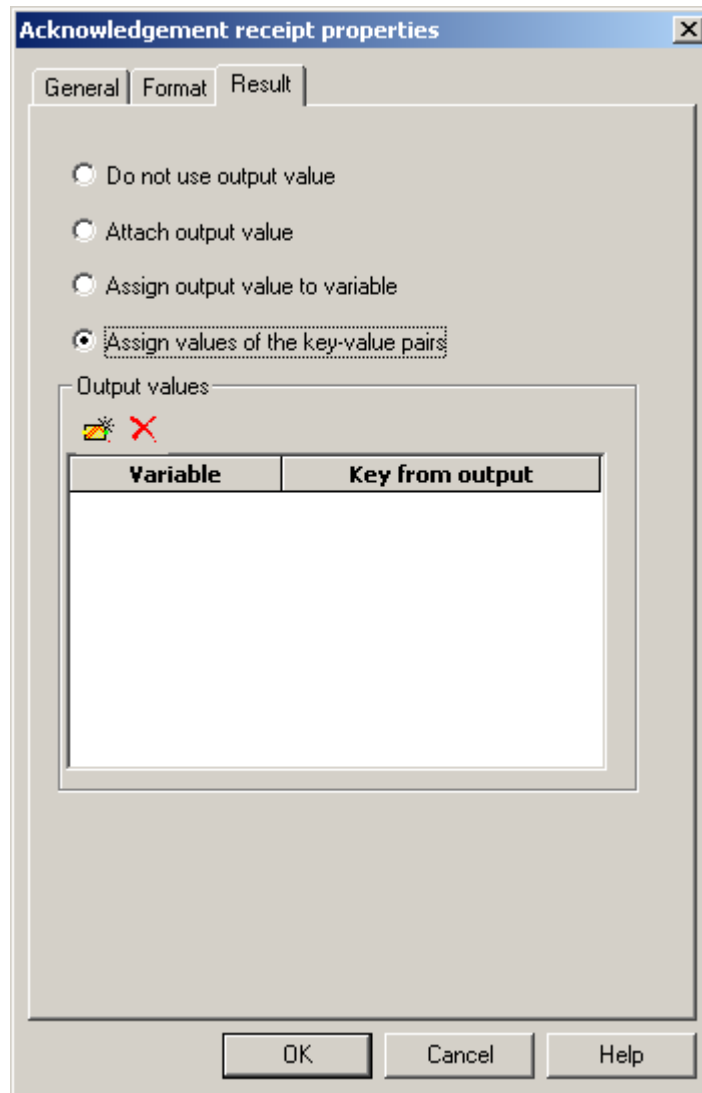 Acknowledgement receipt properties
General Format Result
Do not use output value
Attach output value
Assign output value to variable
Assign values of the key-value pairs
Output values
Variable Key from output
OK Cancel Help